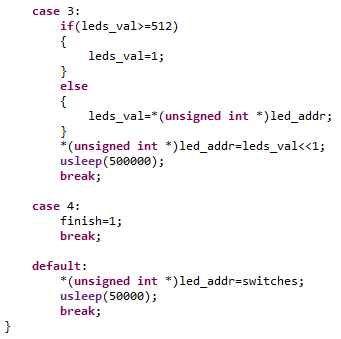 case 3:
if(leds_val>=512)
{
leds_val=1;
}
else
{
leds_val=*(unsigned int *)led_addr;
}
*(unsigned int *)led_addr=leds_val<<1;
usleep(500000);
break;
case 4:
finish=1;
break;
default:
*(unsigned int *)led_addr=switches;
usleep(50000);
break;
}